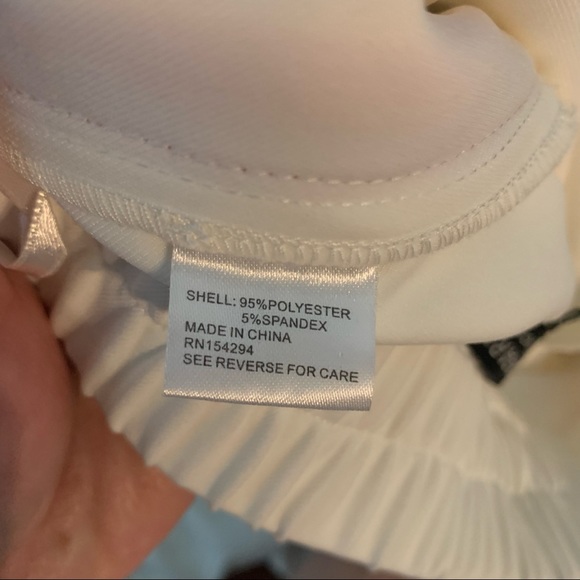 SHELL: 95%POLYESTER
5%SPANDEX
MADE IN CHINA
RN154294
SEE REVERSE FOR CARE